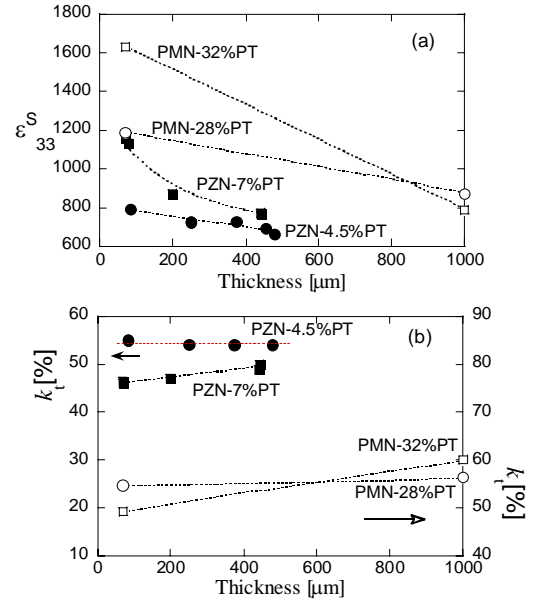 1800
(a)
PMN-32%PT
1600
1400
ε
S
33
1200
PMN-28%PT
1000
PZN-7%PT
800
PZN-4.5%PT
600
0 200 400 600 800 1000
Thickness [µm]
60 90
PZN-4.5%PT
(b)
50 80
kt[%]
PZN-7%PT
40 70
PMN-32%PT
30 60
PMN-28%PT
kt[%]
20 50
10 40
0 200 400 600 800 1000
Thickness [µm]